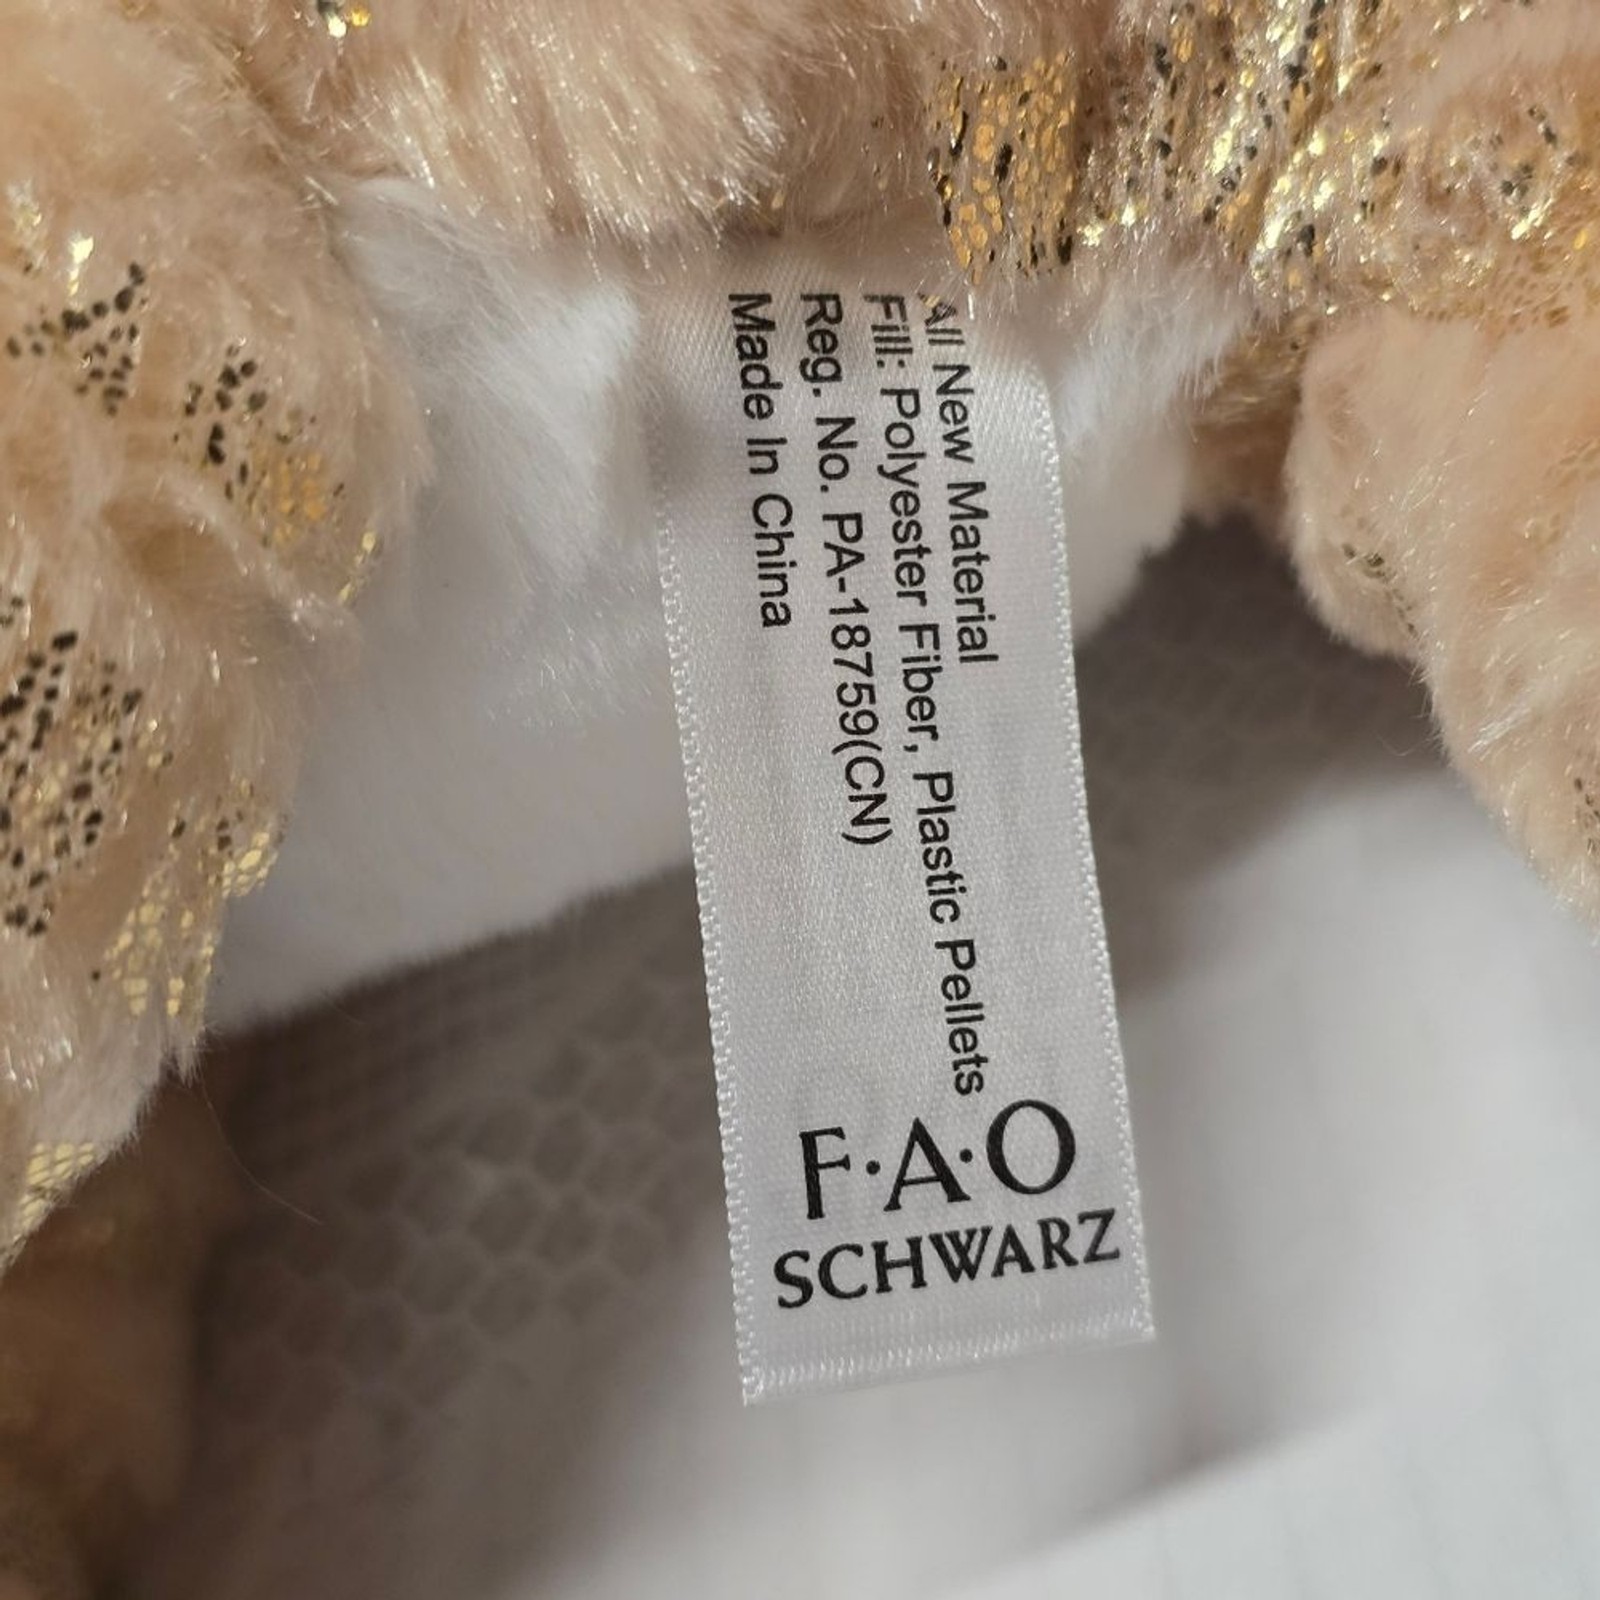 All New Material
Fill: Polyester Fiber, Plastic Pellets
Reg. No. PA-18759(CN)
Made In China
F·A·O
SCHWARZ